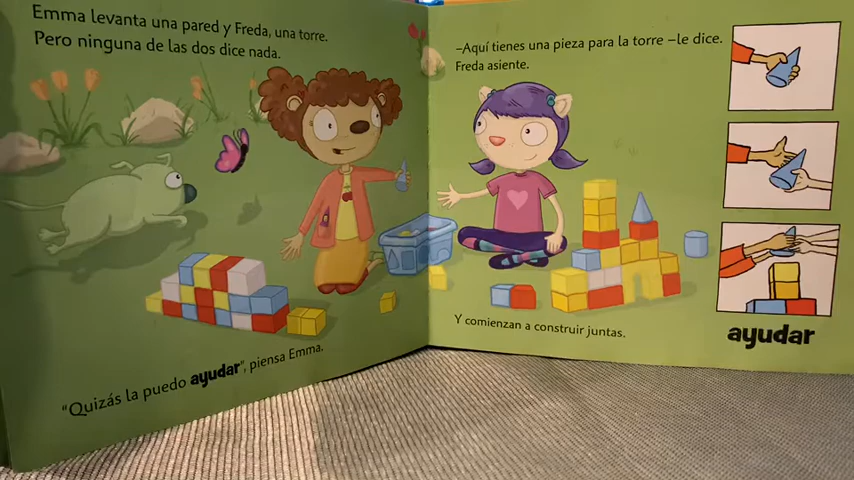 Emma levanta una pared y Freda, una torre.
Pero ninguna de las dos dice nada.
"Quizás la puedo ayudar", piensa Emma.
–Aquí tienes una pieza para la torre –le dice.
Freda asiente.
Y comienzan a construir juntas.
ayudar